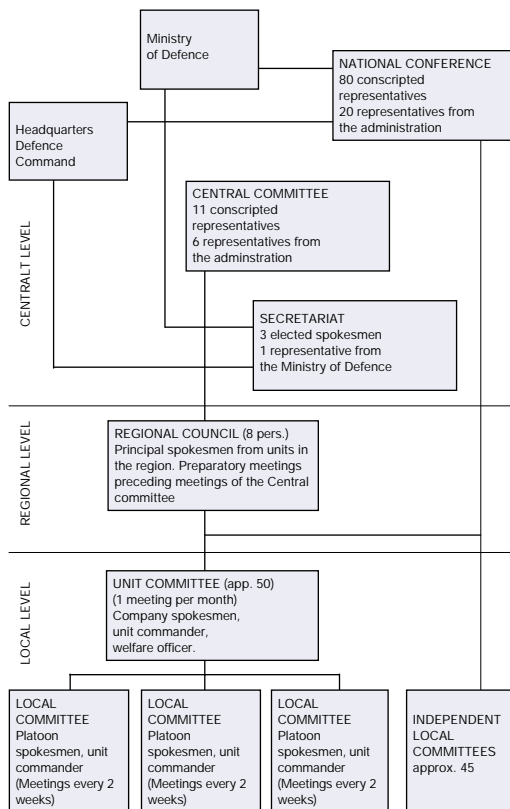 Ministry
of Defence
NATIONAL CONFERENCE
80 conscripted
representatives
20 representatives from
the administration
Headquarters
Defence
Command
CENTRAL COMMITTEE
11 conscripted
representatives
6 representatives from
the adminstration
CENTRALT LEVEL
SECRETARIAT
3 elected spokesmen
1 representative from
the Ministry of Defence
REGIONAL LEVEL
REGIONAL COUNCIL (8 pers.)
Principal spokesmen from units in
the region. Preparatory meetings
preceding meetings of the Central
committee
LOCAL LEVEL
UNIT COMMITTEE (app. 50)
(1 meeting per month)
Company spokesmen,
unit commander,
welfare officer.
LOCAL
COMMITTEE
Platoon
spokesmen, unit
commander
(Meetings every 2
weeks)
LOCAL
COMMITTEE
Platoon
spokesmen, unit
commander
(Meetings every 2
weeks)
LOCAL
COMMITTEE
Platoon
spokesmen, unit
commander
(Meetings every 2
weeks)
INDEPENDENT
LOCAL
COMMITTEES
approx. 45